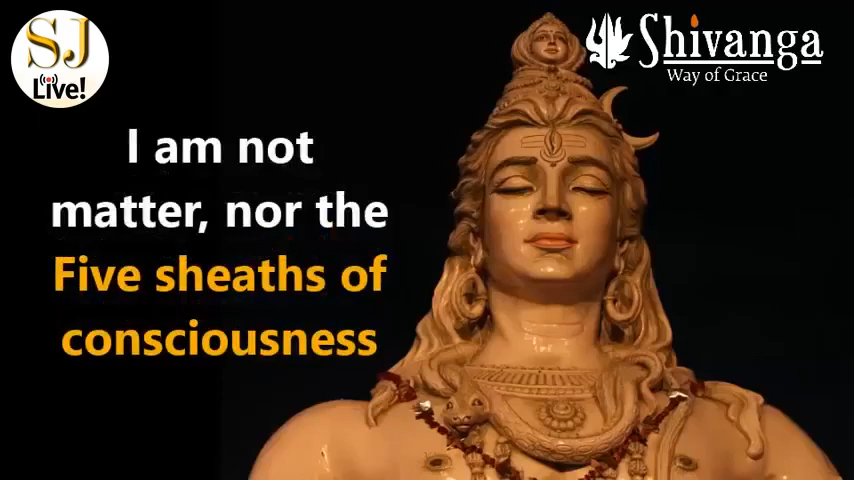 SJ
Live!
Shivanga
Way of Grace
I am not
matter, nor the
Five sheaths of
consciousness